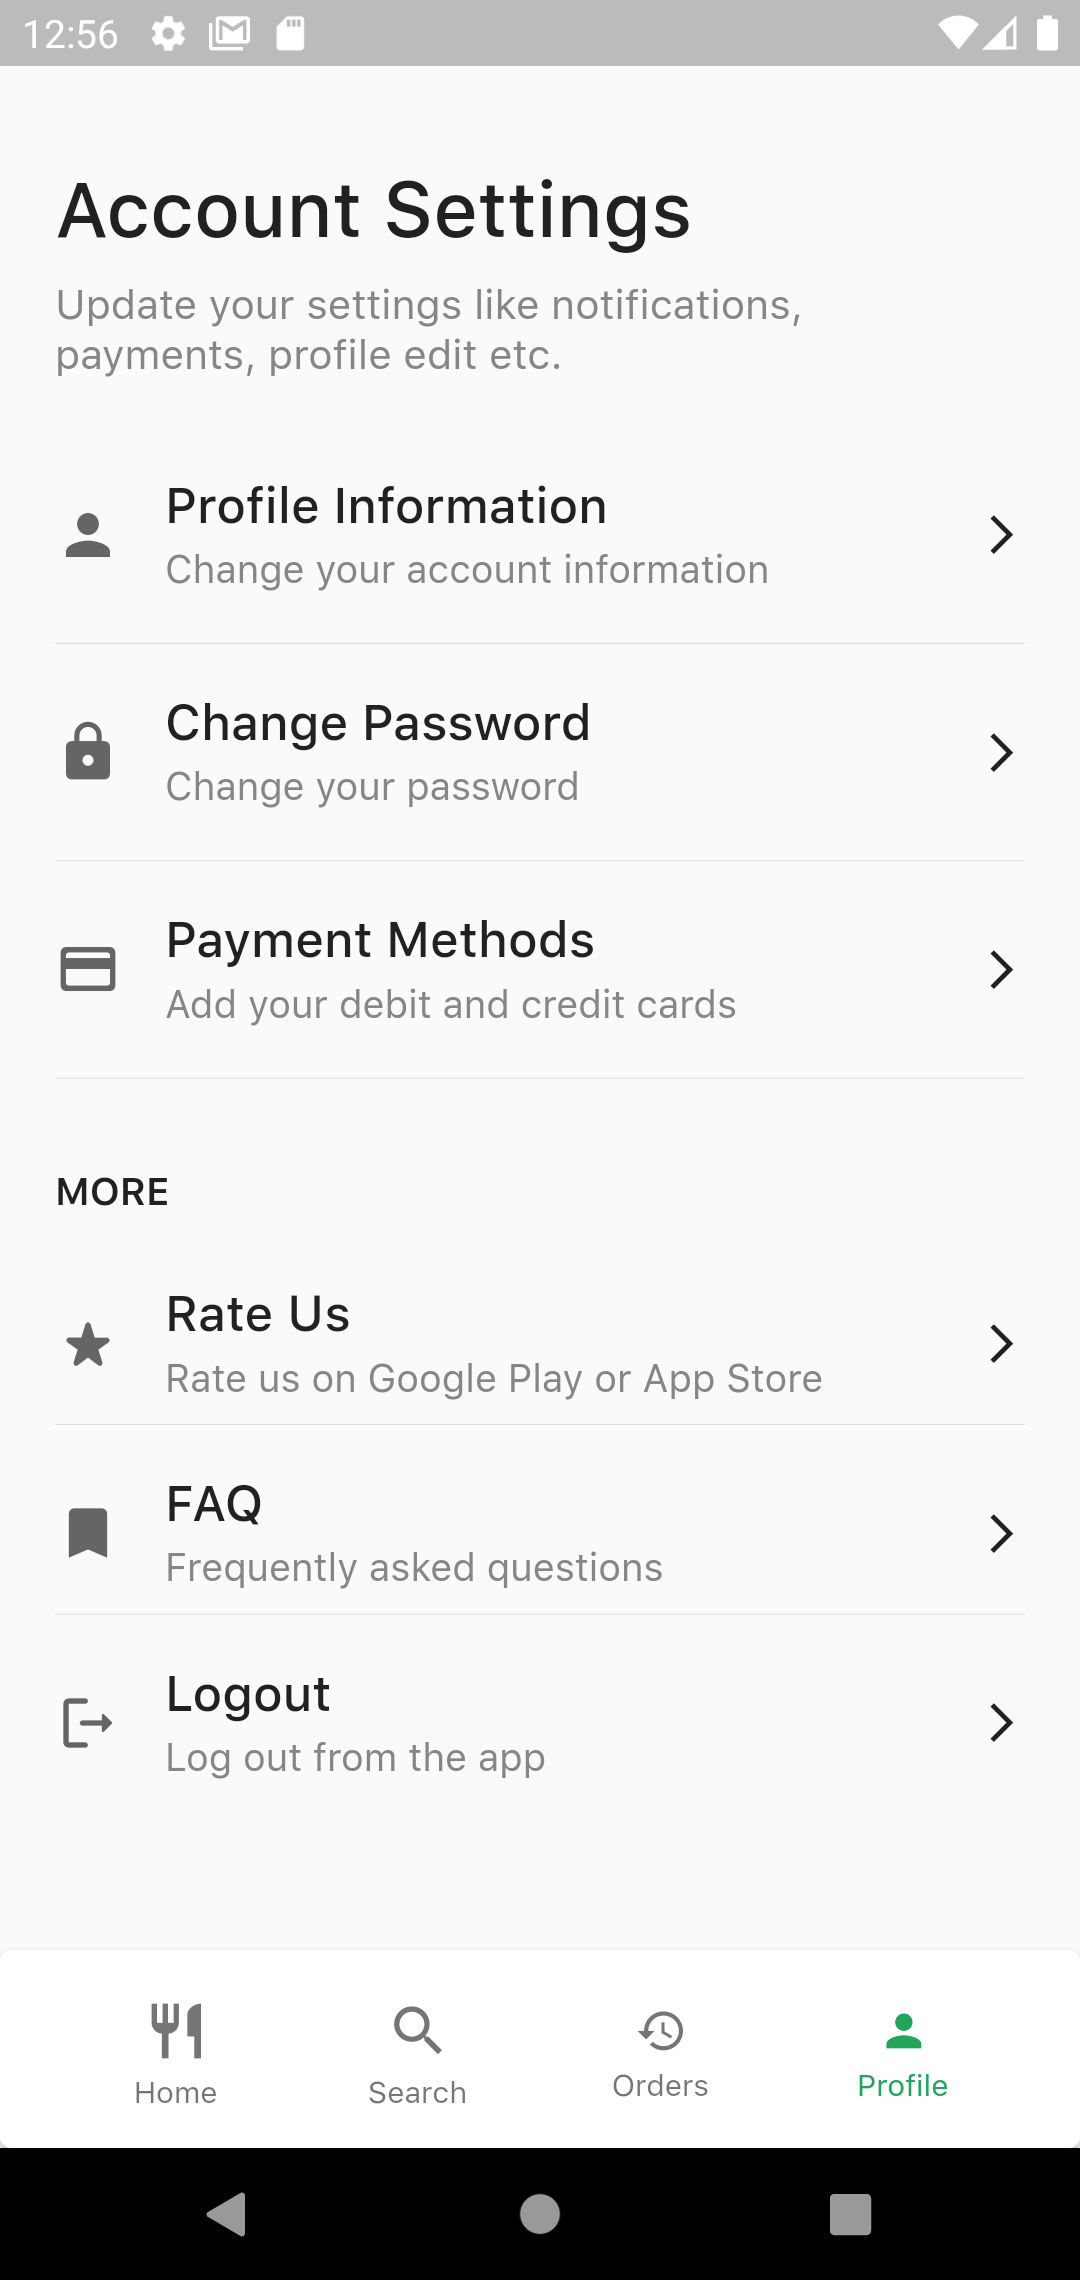 12:56
Account Settings
Update your settings like notifications,
payments, profile edit etc.
Profile Information
Change your account information
Change Password
Change your password
Payment Methods
Add your debit and credit cards
MORE
Rate Us
Rate us on Google Play or App Store
FAQ
Frequently asked questions
Logout
Log out from the app
Home
Search
Orders
Profile